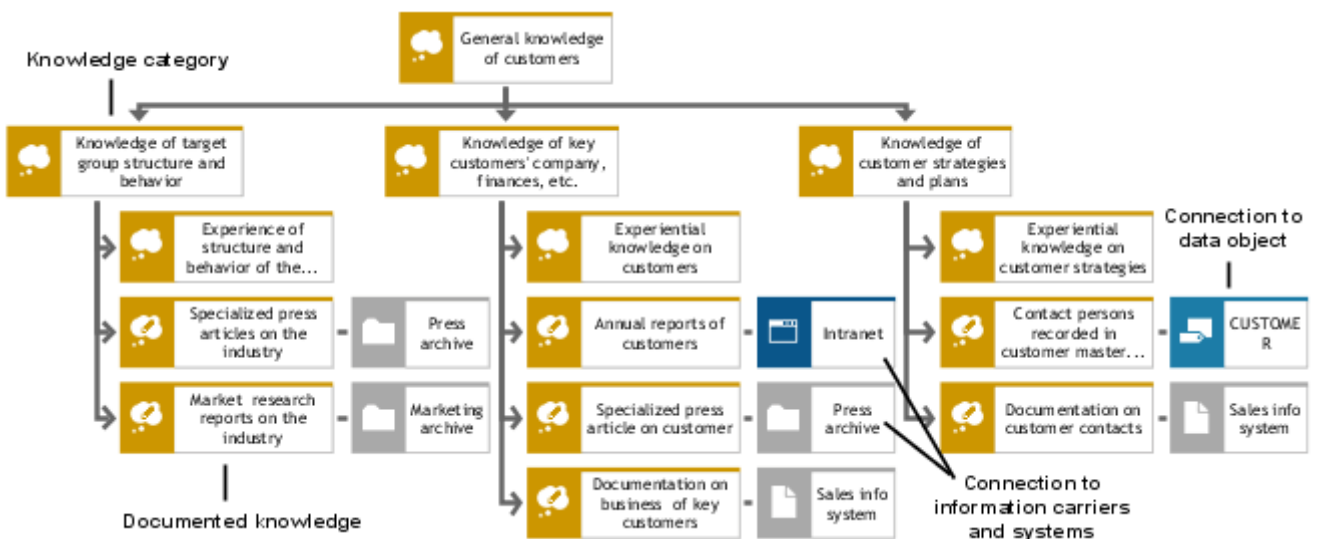 General knowledge
of customers
Knowledge category
Knowledge of target
group structure and
behavior
Knowledge of key
customers' company,
finances, etc.
Knowledge of
customer strategies
and plans
Experience of
structure and
behavior of the...
Experiential
knowledge on
customers
Experiential
knowledge on
customer strategies
Connection to
data object
Specialized press
articles on the
industry
Press
archive
Annual reports of
customers
Intranet
Contact persons
recorded in
customer master...
CUSTOME
R
Market research
reports on the
industry
Marketing
archive
Specialized press
article on customer
Press
archive
Documentation on
customer contacts
Sales info
system
Documentation on
business of key
customers
Sales info
system
Connection to
information carriers
and systems
Documented knowledge